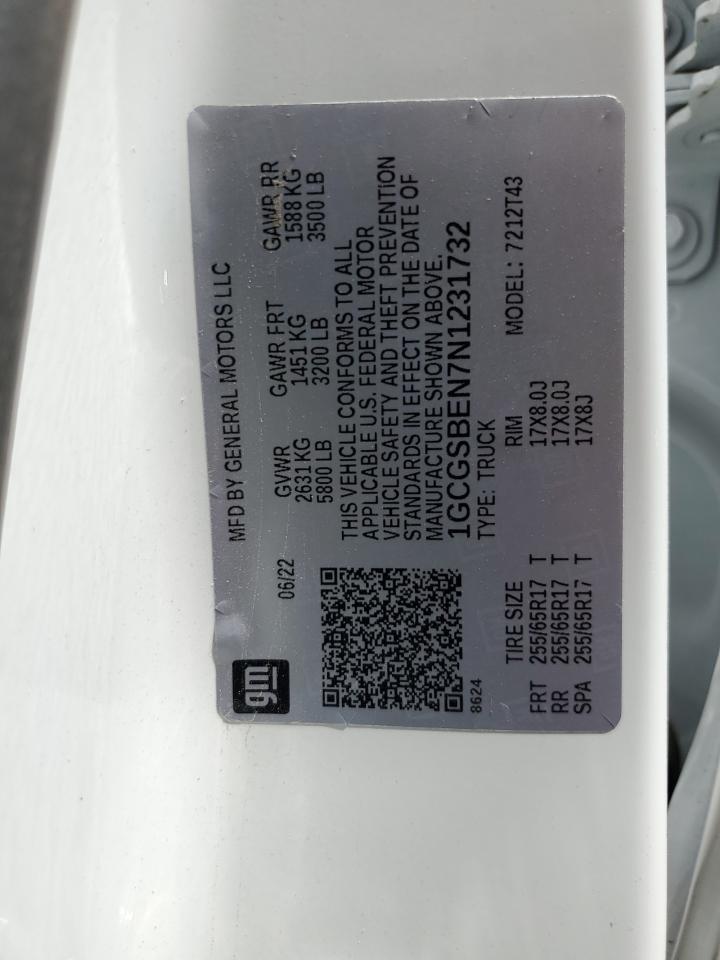 gm
MFD BY GENERAL MOTORS LLC
06/22
GVWR GAWR FRT GAWR RR
2631 KG 1451 KG 1588 KG
5800 LB 3200 LB 3500 LB
THIS VEHICLE CONFORMS TO ALL
APPLICABLE U.S. FEDERAL MOTOR
VEHICLE SAFETY AND THEFT PREVENTION
STANDARDS IN EFFECT ON THE DATE OF
MANUFACTURE SHOWN ABOVE.
1GCGSBEN7N1231732
8624
TYPE: TRUCK MODEL: 7212T43
TIRE SIZE RIM
FRT 255/65R17 T 17X8.0J
RR 255/65R17 T 17X8.0J
SPA 255/65R17 T 17X8J